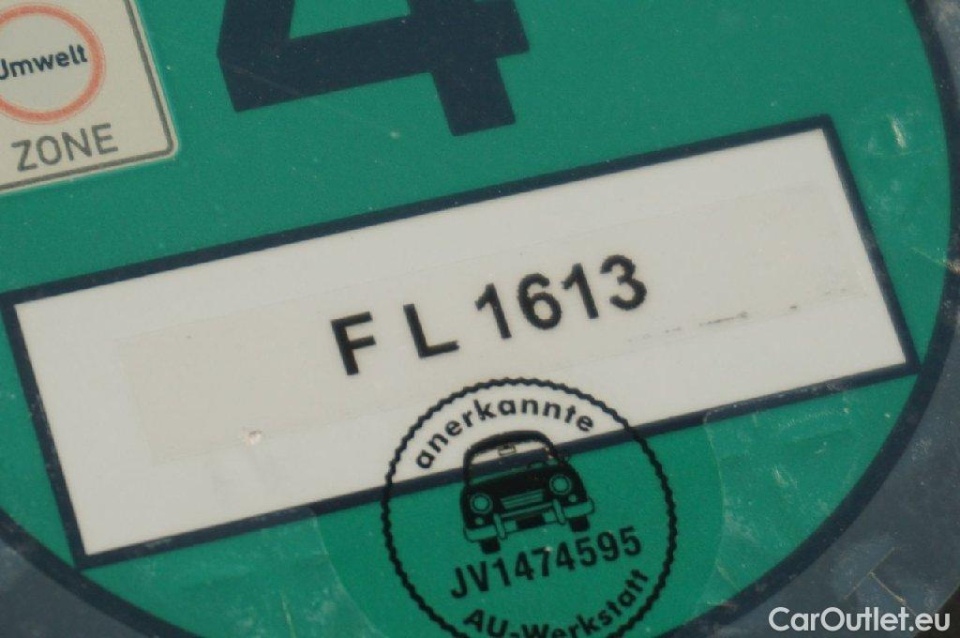 4
Umwelt
ZONE
F L 1613
anerkannte
JV1474595
AU-Werkstatt
CarOutlet.eu